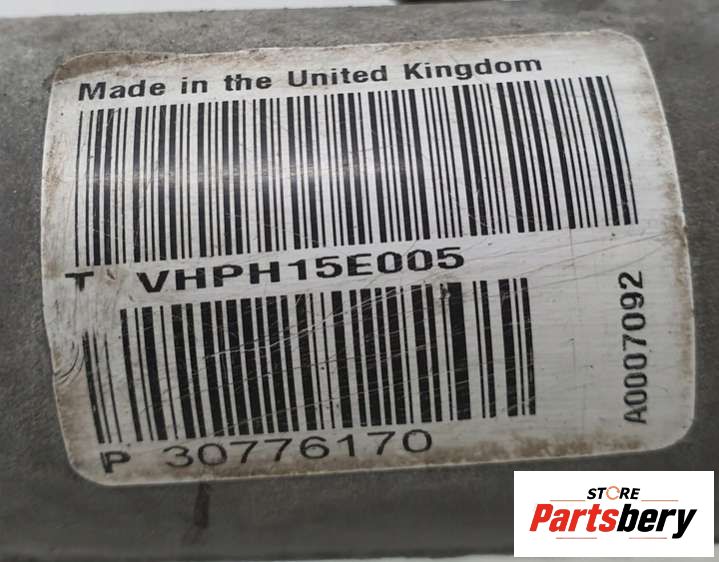 Made in the United Kingdom
T VHPH15E005
P 30776170
A0007092
STORE
Partsbery